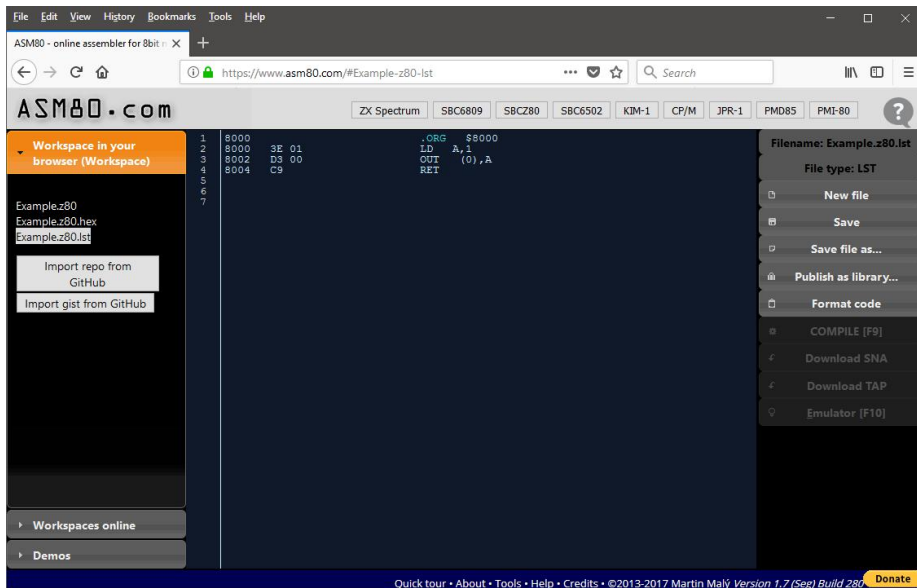 File Edit View History Bookmarks Tools Help
ASM80 - online assembler for 8bit
https://www.asm80.com/#Example-z80-lst
Search
ASM80.com
ZX Spectrum SBC6809 SBCZ80 SBC6502 KIM-1 CP/M JPR-1 PMD85 PMI-80 ?
Workspace in your
browser (Workspace)
Example.z80
Example.z80.hex
Example.z80.lst
Import repo from
GitHub
Import gist from GitHub
Workspaces online
Demos
1 8000 .ORG $8000
2 8000 3E 01 LD A,1
3 8002 D3 00 OUT (0),A
4 8004 C9 RET
5
6
7
Filename: Example.z80.lst
File type: LST
New file
Save
Save file as...
Publish as library...
Format code
COMPILE [F9]
Download SNA
Download TAP
Emulator [F10]
Quick tour • About • Tools • Help • Credits • ©2013-2017 Martin Malý Version 1.7 (Seg) Build 280
Donate